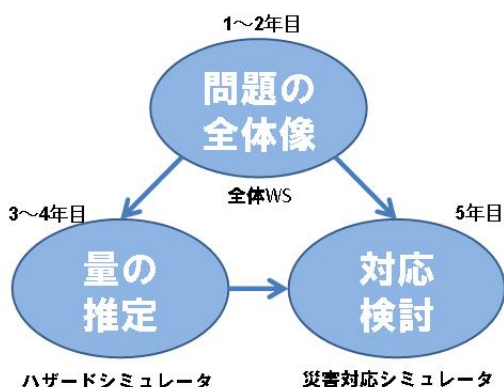 1～2年目
問題の
全体像
全体WS
3～4年目
量の
推定
ハザードシミュレータ
5年目
対応
検討
災害対応シミュレータ